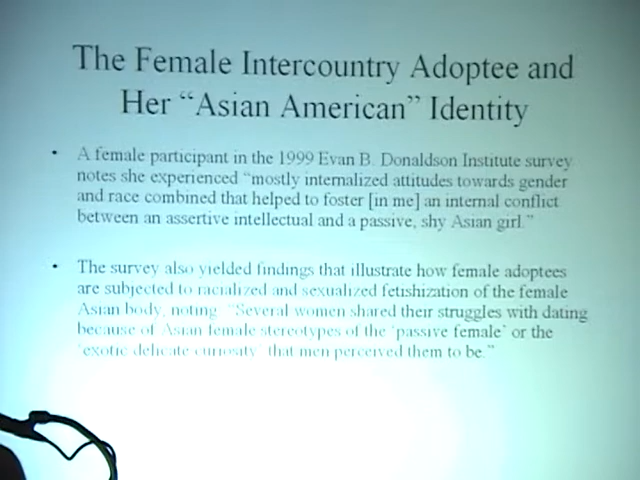 The Female Intercountry Adoptee and
Her “Asian American” Identity
• A female participant in the 1999 Evan B. Donaldson Institute survey
notes she experienced “mostly internalized attitudes towards gender
and race combined that helped to foster [in me] an internal conflict
between an assertive intellectual and a passive, shy Asian girl.”
• The survey also yielded findings that illustrate how female adoptees
are subjected to racialized and sexualized fetishization of the female
Asian body, noting “Several women shared their struggles with dating
because of Asian female stereotypes of the ‘passive female’ or the
‘exotic delicate curiosity’ that men perceived them to be.”